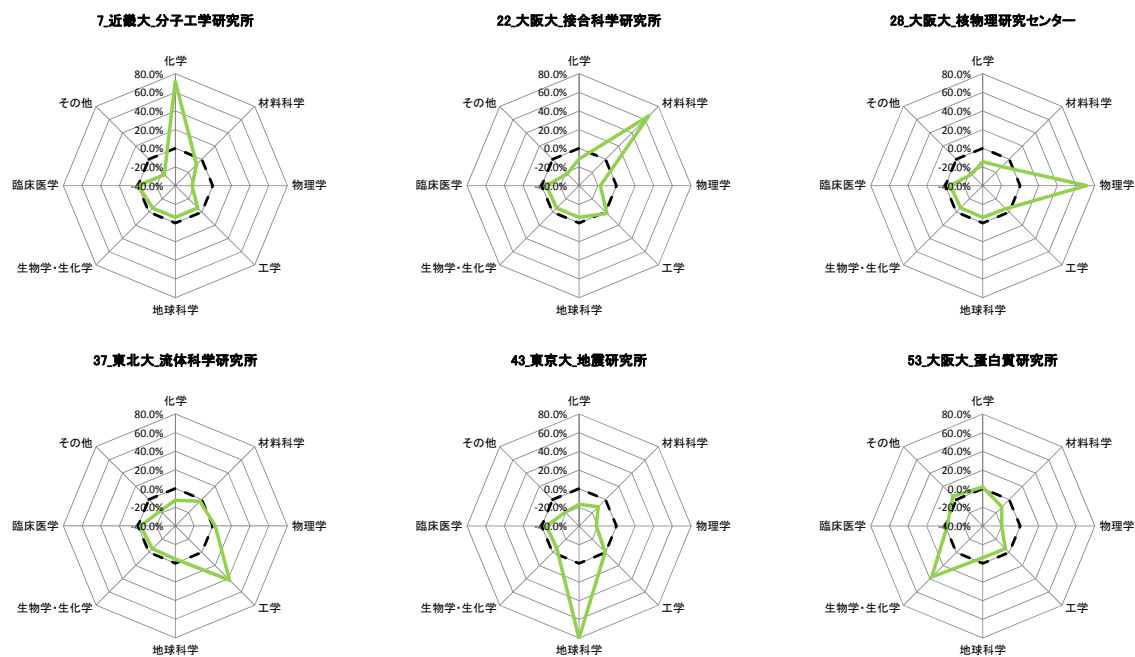 7_近畿大_分子工学研究所
化学
80.0%
60.0%
40.0%
20.0%
0.0%
-20.0%
-40.0%
材料科学
物理学
工学
地球科学
生物学・生化学
臨床医学
その他
22_大阪大_接合科学研究所
化学
80.0%
60.0%
40.0%
20.0%
0.0%
-20.0%
-40.0%
材料科学
物理学
工学
地球科学
生物学・生化学
臨床医学
その他
28_大阪大_核物理研究センター
化学
80.0%
60.0%
40.0%
20.0%
0.0%
-20.0%
-40.0%
材料科学
物理学
工学
地球科学
生物学・生化学
臨床医学
その他
37_東北大_流体科学研究所
化学
80.0%
60.0%
40.0%
20.0%
0.0%
-20.0%
-40.0%
材料科学
物理学
工学
地球科学
生物学・生化学
臨床医学
その他
43_東京大_地震研究所
化学
80.0%
60.0%
40.0%
20.0%
0.0%
-20.0%
-40.0%
材料科学
物理学
工学
地球科学
生物学・生化学
臨床医学
その他
53_大阪大_蛋白質研究所
化学
80.0%
60.0%
40.0%
20.0%
0.0%
-20.0%
-40.0%
材料科学
物理学
工学
地球科学
生物学・生化学
臨床医学
その他